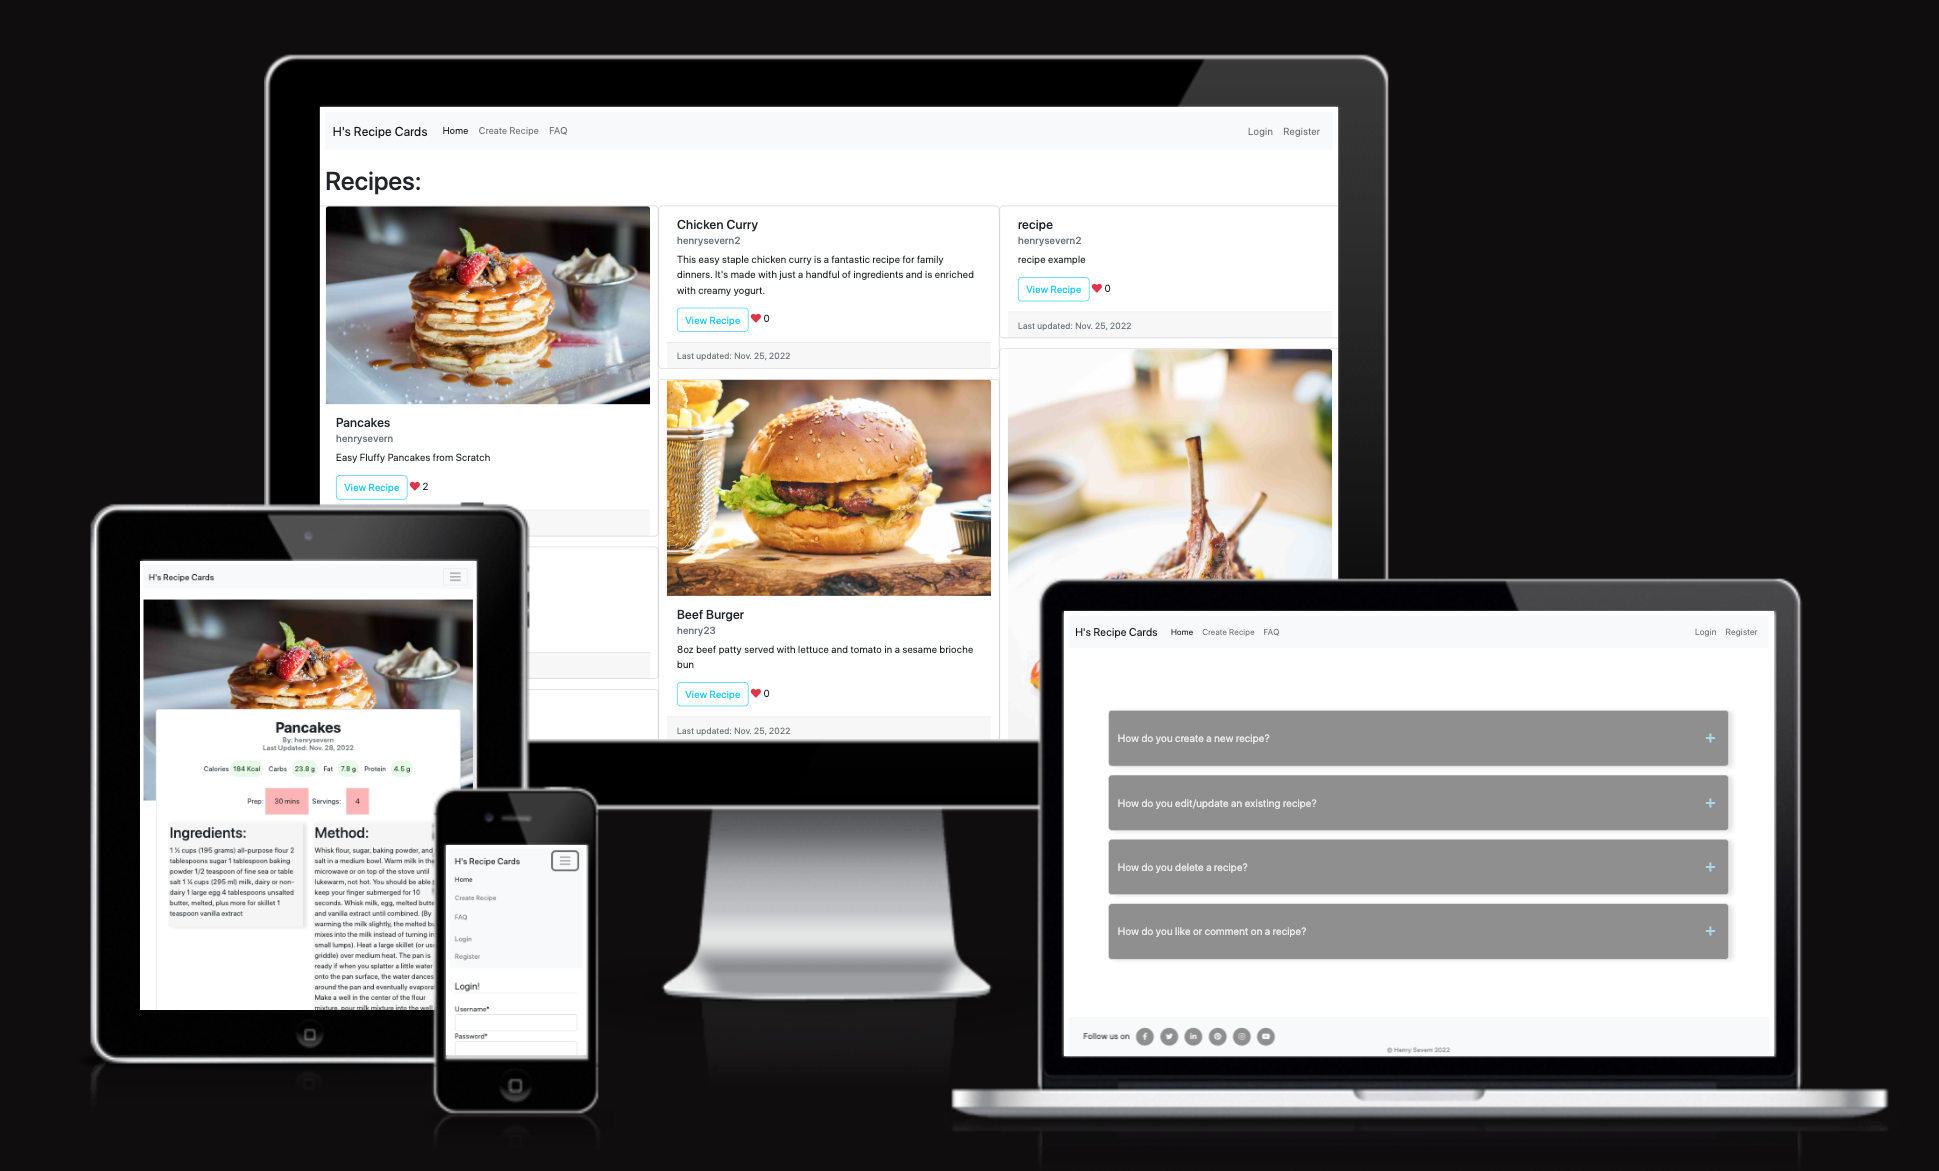 H's Recipe Cards Home Create Recipe FAQ Login Register
Recipes:
Pancakes
henrysevern
Easy Fluffy Pancakes from Scratch
View Recipe 2
Chicken Curry
henrysevern2
This easy staple chicken curry is a fantastic recipe for family
dinners. It's made with just a handful of ingredients and is enriched
with creamy yogurt.
View Recipe 0
Last updated: Nov. 25, 2022
Beef Burger
henry23
8oz beef patty served with lettuce and tomato in a sesame brioche
bun
View Recipe 0
Last updated: Nov. 25, 2022
recipe
henrysevern2
recipe example
View Recipe 0
Last updated: Nov. 25, 2022
H's Recipe Cards
Pancakes
By: henrysevern
Last Updated: Nov. 28, 2022
Calories 184 Kcal Carbs 23.8 g Fat 7.8 g Protein 4.5 g
Prep: 30 mins Servings: 4
Ingredients:
1 ½ cups (195 grams) all-purpose flour 2
tablespoons sugar 1 tablespoon baking
powder 1/2 teaspoon of fine sea or table
salt 1 ¼ cups (295 ml) milk, dairy or non-
dairy 1 large egg 4 tablespoons unsalted
butter, melted, plus more for skillet 1
teaspoon vanilla extract
Method:
Whisk flour, sugar, baking powder, and
salt in a medium bowl. Warm milk in the
microwave or on top of the stove until
lukewarm, not hot. You should be able
keep your finger submerged for 10
seconds. Whisk milk, egg, melted butte
and vanilla extract until combined. (By
warming the milk slightly, the melted bu
mixes into the milk instead of turning in
small lumps). Heat a large skillet (or us
griddle) over medium heat. The pan is
ready if when you splatter a little water
onto the pan surface, the water dances
around the pan and eventually evapora
Make a well in the center of the flour
mixture, pour milk mixture into the well
H's Recipe Cards
Home
Create Recipe
FAQ
Login
Register
Login!
Username*
Password*
H's Recipe Cards Home Create Recipe FAQ Login Register
How do you create a new recipe? +
How do you edit/update an existing recipe? +
How do you delete a recipe? +
How do you like or comment on a recipe? +
Follow us on
© Henry Severn 2022